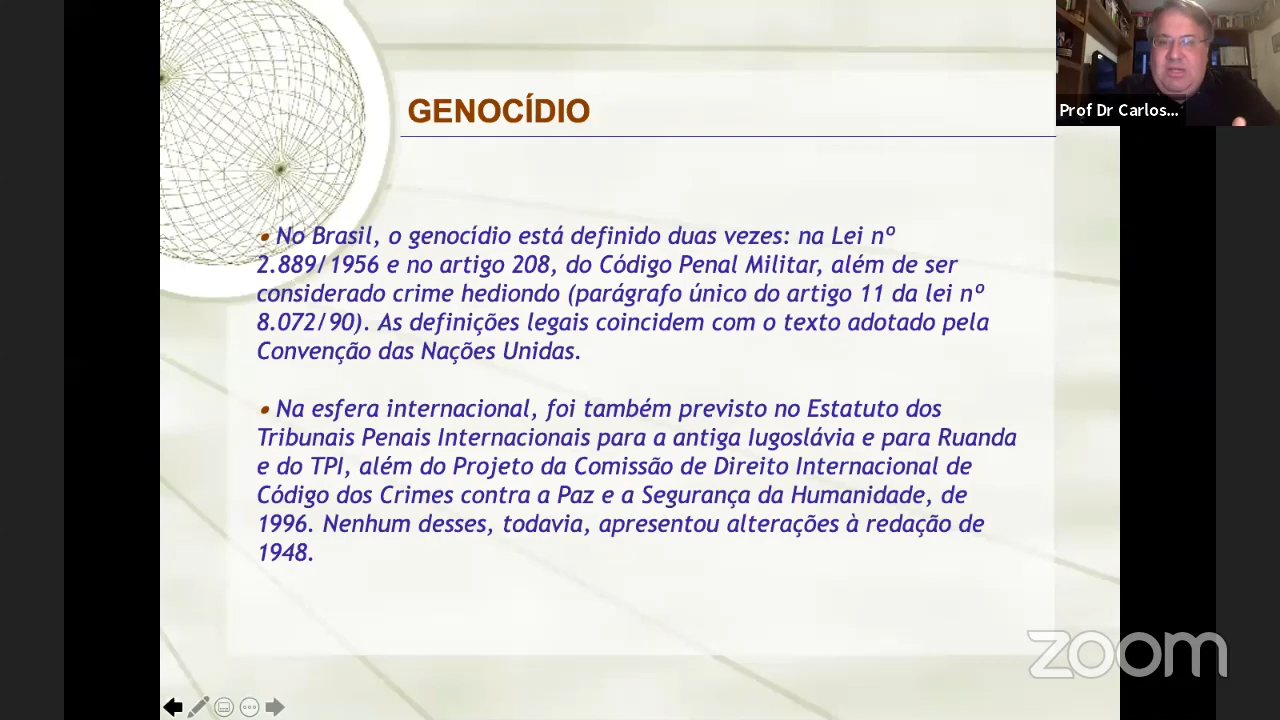 GENOCÍDIO
Prof Dr Carlos...
• No Brasil, o genocídio está definido duas vezes: na Lei nº
2.889/1956 e no artigo 208, do Código Penal Militar, além de ser
considerado crime hediondo (parágrafo único do artigo 11 da lei nº
8.072/90). As definições legais coincidem com o texto adotado pela
Convenção das Nações Unidas.
• Na esfera internacional, foi também previsto no Estatuto dos
Tribunais Penais Internacionais para a antiga Iugoslávia e para Ruanda
e do TPI, além do Projeto da Comissão de Direito Internacional de
Código dos Crimes contra a Paz e a Segurança da Humanidade, de
1996. Nenhum desses, todavia, apresentou alterações à redação de
1948.
zoom